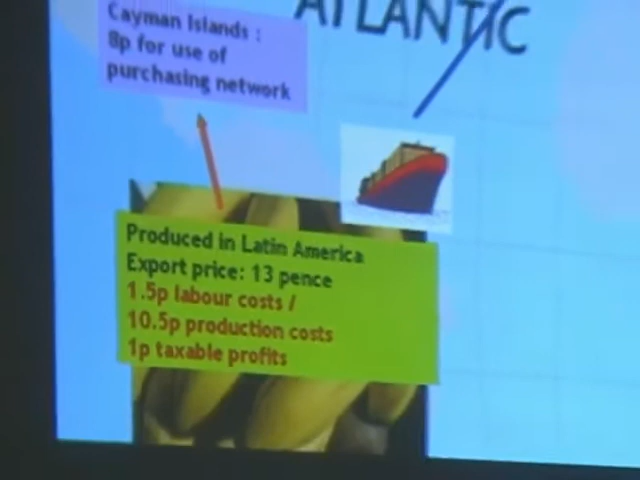 ATLANTIC
Cayman Islands :
8p for use of
purchasing network
Produced in Latin America
Export price: 13 pence
1.5p labour costs /
10.5p production costs
1p taxable profits